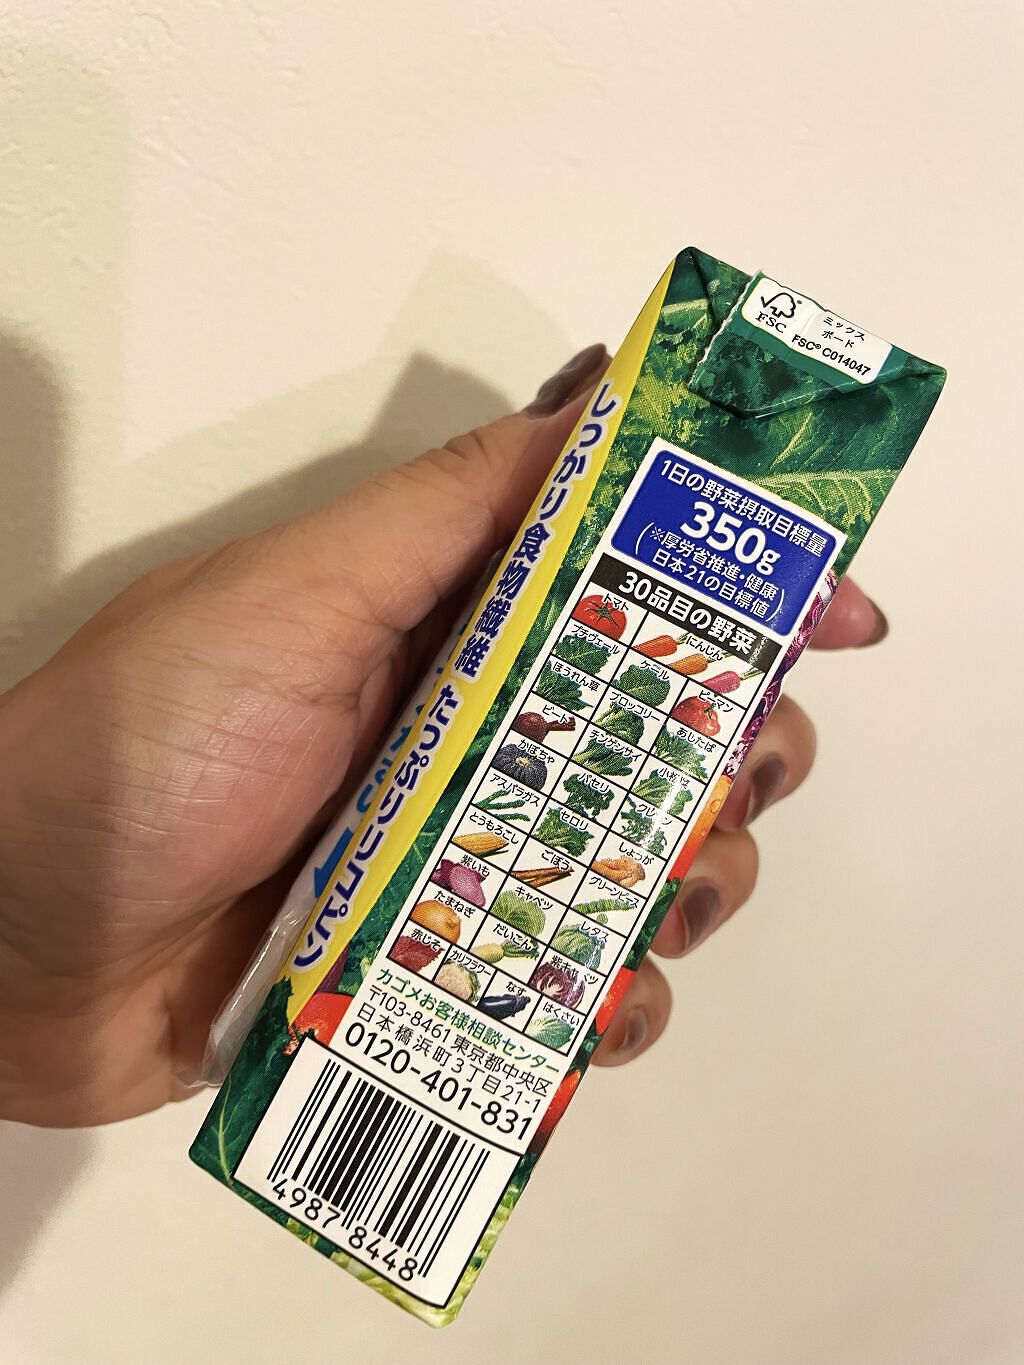 FSC
ミックス
ボード
FSC® C014047
しっかり食物繊維 たっぷりリコピン
1日の野菜摂取目標量
350g
(※厚労省推進・健康
日本21の目標値)
30品目の野菜
トマト
にんじん
プチヴェール
ケール
ピーマン
ほうれん草
ブロッコリー
あしたば
ビート
チンゲンサイ
小松菜
かぼちゃ
パセリ
クレソン
アスパラガス
セロリ
しょうが
とうもろこし
ごぼう
グリーンピース
紫いも
キャベツ
レタス
たまねぎ
だいこん
紫キャベツ
赤じそ
カリフラワー
なす
はくさい
カゴメお客様相談センター
〒103-8461 東京都中央区
日本橋浜町3丁目21-1
0120-401-831
4987 8448